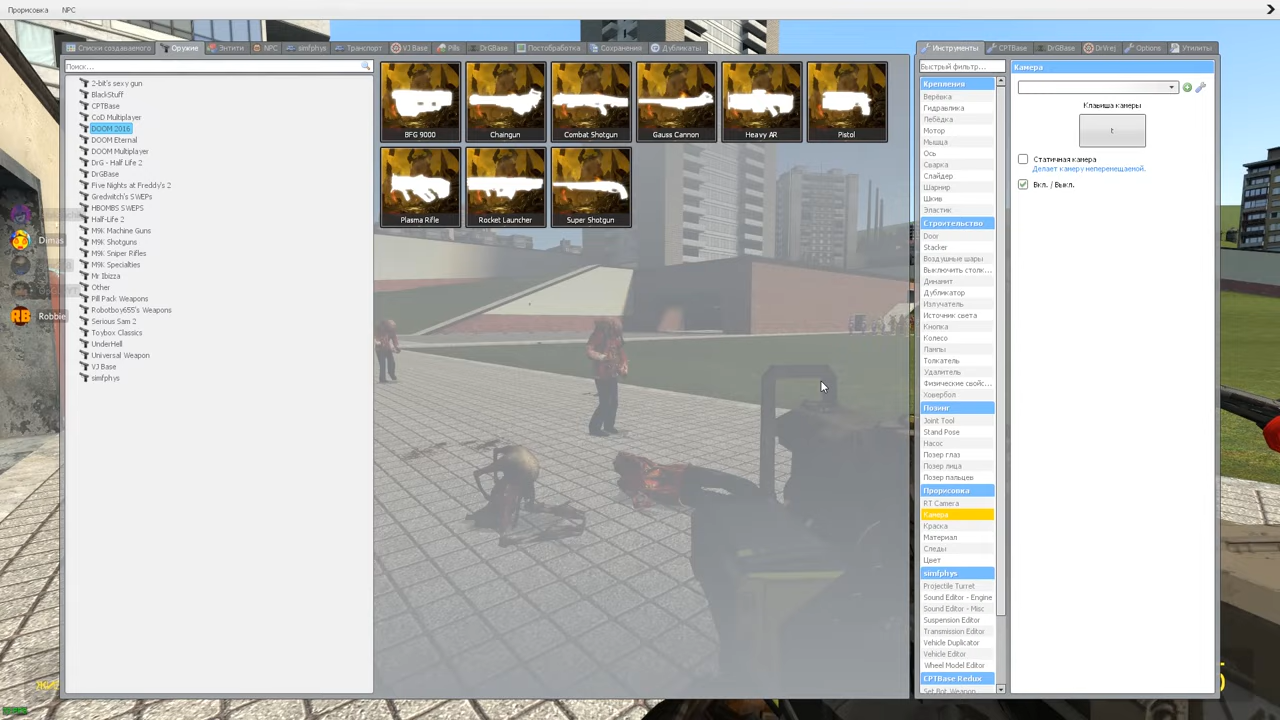 Прорисовка NPC
Списки создаваемого Оружие Энтити NPC simfphys Транспорт VJ Base Pills DrGBase Постобработка Сохранения Дубликаты
Поиск...
2-bit's sexy gun
BlackStuff
CPTBase
CoD Multiplayer
DOOM 2016
DOOM Eternal
DOOM Multiplayer
DrG - Half Life 2
DrGBase
Five Nights at Freddy's 2
Gredwitch's SWEPs
HBOMBS SWEPS
Half-Life 2
M9K Machine Guns
M9K Shotguns
M9K Sniper Rifles
M9K Specialties
Mr Ibizza
Other
Pill Pack Weapons
Robotboy655's Weapons
Serious Sam 2
Toybox Classics
UnderHell
Universal Weapon
VJ Base
simfphys
Dimas
RB Robbie
BFG 9000 Chaingun Combat Shotgun Gauss Cannon Heavy AR Pistol
Plasma Rifle Rocket Launcher Super Shotgun
Инструменты CPTBase DrGBase DrVrej Options Утилиты
Быстрый фильтр...
Крепления
Верёвка
Гидравлика
Лебёдка
Мотор
Мышца
Ось
Сварка
Слайдер
Шарнир
Шкив
Эластик
Строительство
Door
Stacker
Воздушные шары
Выключить столк...
Динамит
Дубликатор
Излучатель
Источник света
Кнопка
Колесо
Лампы
Толкатель
Удалитель
Физические свойс...
Ховербол
Позинг
Joint Tool
Stand Pose
Насос
Позер глаз
Позер лица
Позер пальцев
Прорисовка
RT Camera
Камера
Краска
Материал
Следы
Цвет
simfphys
Projectile Turret
Sound Editor - Engine
Sound Editor - Misc
Suspension Editor
Transmission Editor
Vehicle Duplicator
Vehicle Editor
Wheel Model Editor
CPTBase Redux
Set Bot Weapon
Камера
Клавиша камеры
t
Статичная камера
Делает камеру неперемещаемой.
Вкл. / Выкл.